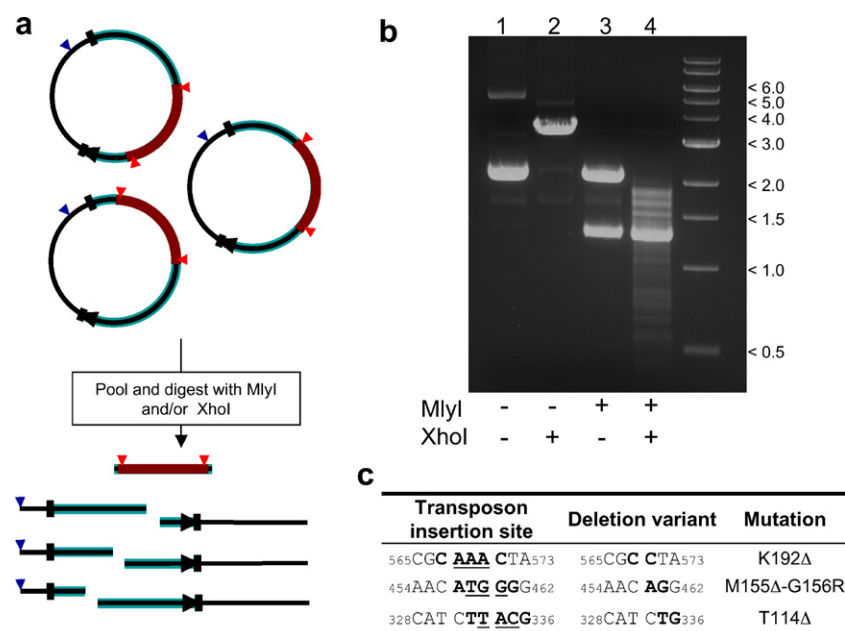 a
Pool and digest with MlyI
and/or XhoI
b
1 2 3 4
< 6.0
< 5.0
< 4.0
< 3.0
< 2.0
< 1.5
< 1.0
< 0.5
MlyI - - + +
XhoI - + - +
c
Transposon insertion site Deletion variant Mutation
565CGC AAA CTA573 565CGC CTA573 K192Δ
454AAC ATG GGG462 454AAC AGG462 M155Δ-G156R
328CAT CTT ACG336 328CAT CTG336 T114Δ